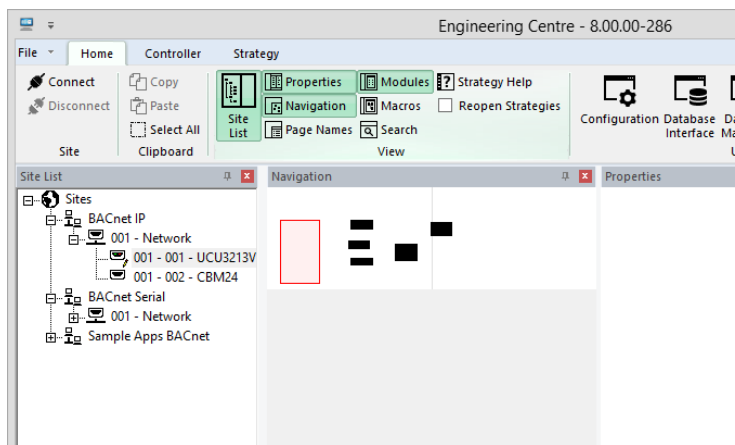 Engineering Centre - 8.00.00-286
File Home Controller Strategy
Connect Copy Properties Modules Strategy Help
Disconnect Paste Navigation Macros Reopen Strategies
Select All Site List Page Names Search
Configuration Database Interface
Site Clipboard View
Site List Navigation Properties
Sites
BACnet IP
001 - Network
001 - 001 - UCU3213V
001 - 002 - CBM24
BACnet Serial
001 - Network
Sample Apps BACnet